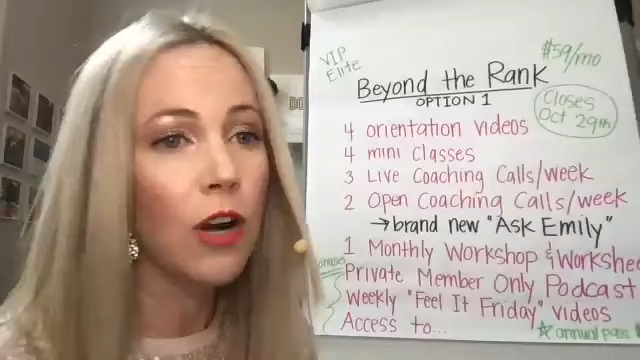 VIP
Elite
$59/mo
Beyond the Rank
OPTION 1
Closes
Oct 29th
4 orientation videos
4 mini Classes
3 Live Coaching Calls/week
2 Open Coaching Calls/week
→brand new "Ask Emily"
1 Monthly Workshop & Workshee
Private Member Only Podcast
Weekly "Feel It Friday" videos
Access to...
☆ annual pass